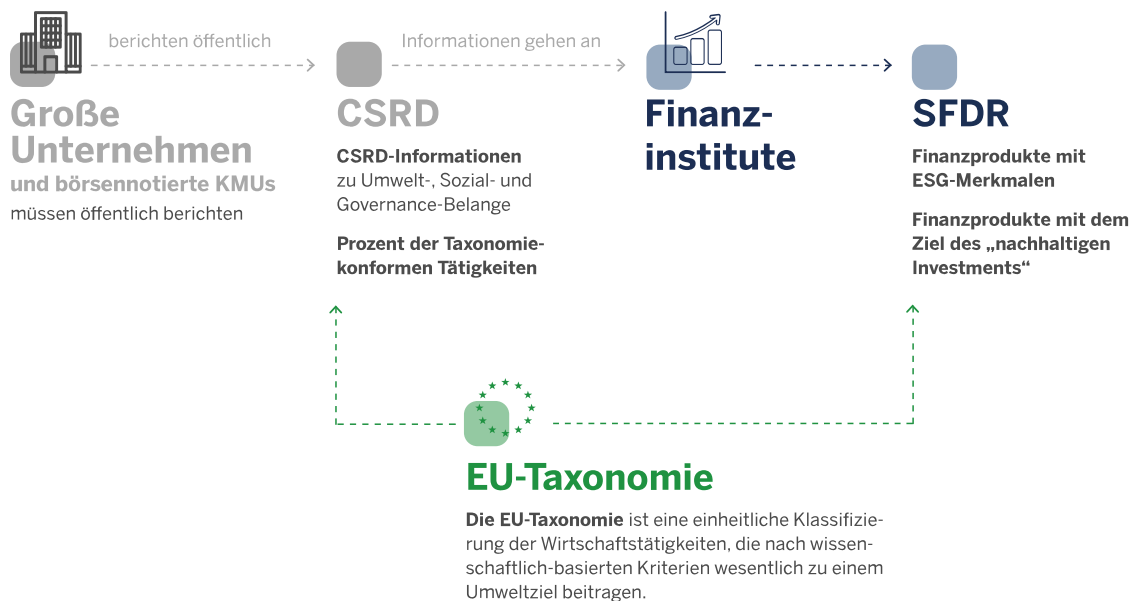 berichten öffentlich
Informationen gehen an
Große
Unternehmen
und börsennotierte KMUs
müssen öffentlich berichten
CSRD
CSRD-Informationen
zu Umwelt-, Sozial- und
Governance-Belange
Prozent der Taxonomie-
konformen Tätigkeiten
Finanz-
institute
SFDR
Finanzprodukte mit
ESG-Merkmalen
Finanzprodukte mit dem
Ziel des „nachhaltigen
Investments“
EU-Taxonomie
Die EU-Taxonomie ist eine einheitliche Klassifizie-
rung der Wirtschaftstätigkeiten, die nach wissen-
schaftlich-basierten Kriterien wesentlich zu einem
Umweltziel beitragen.